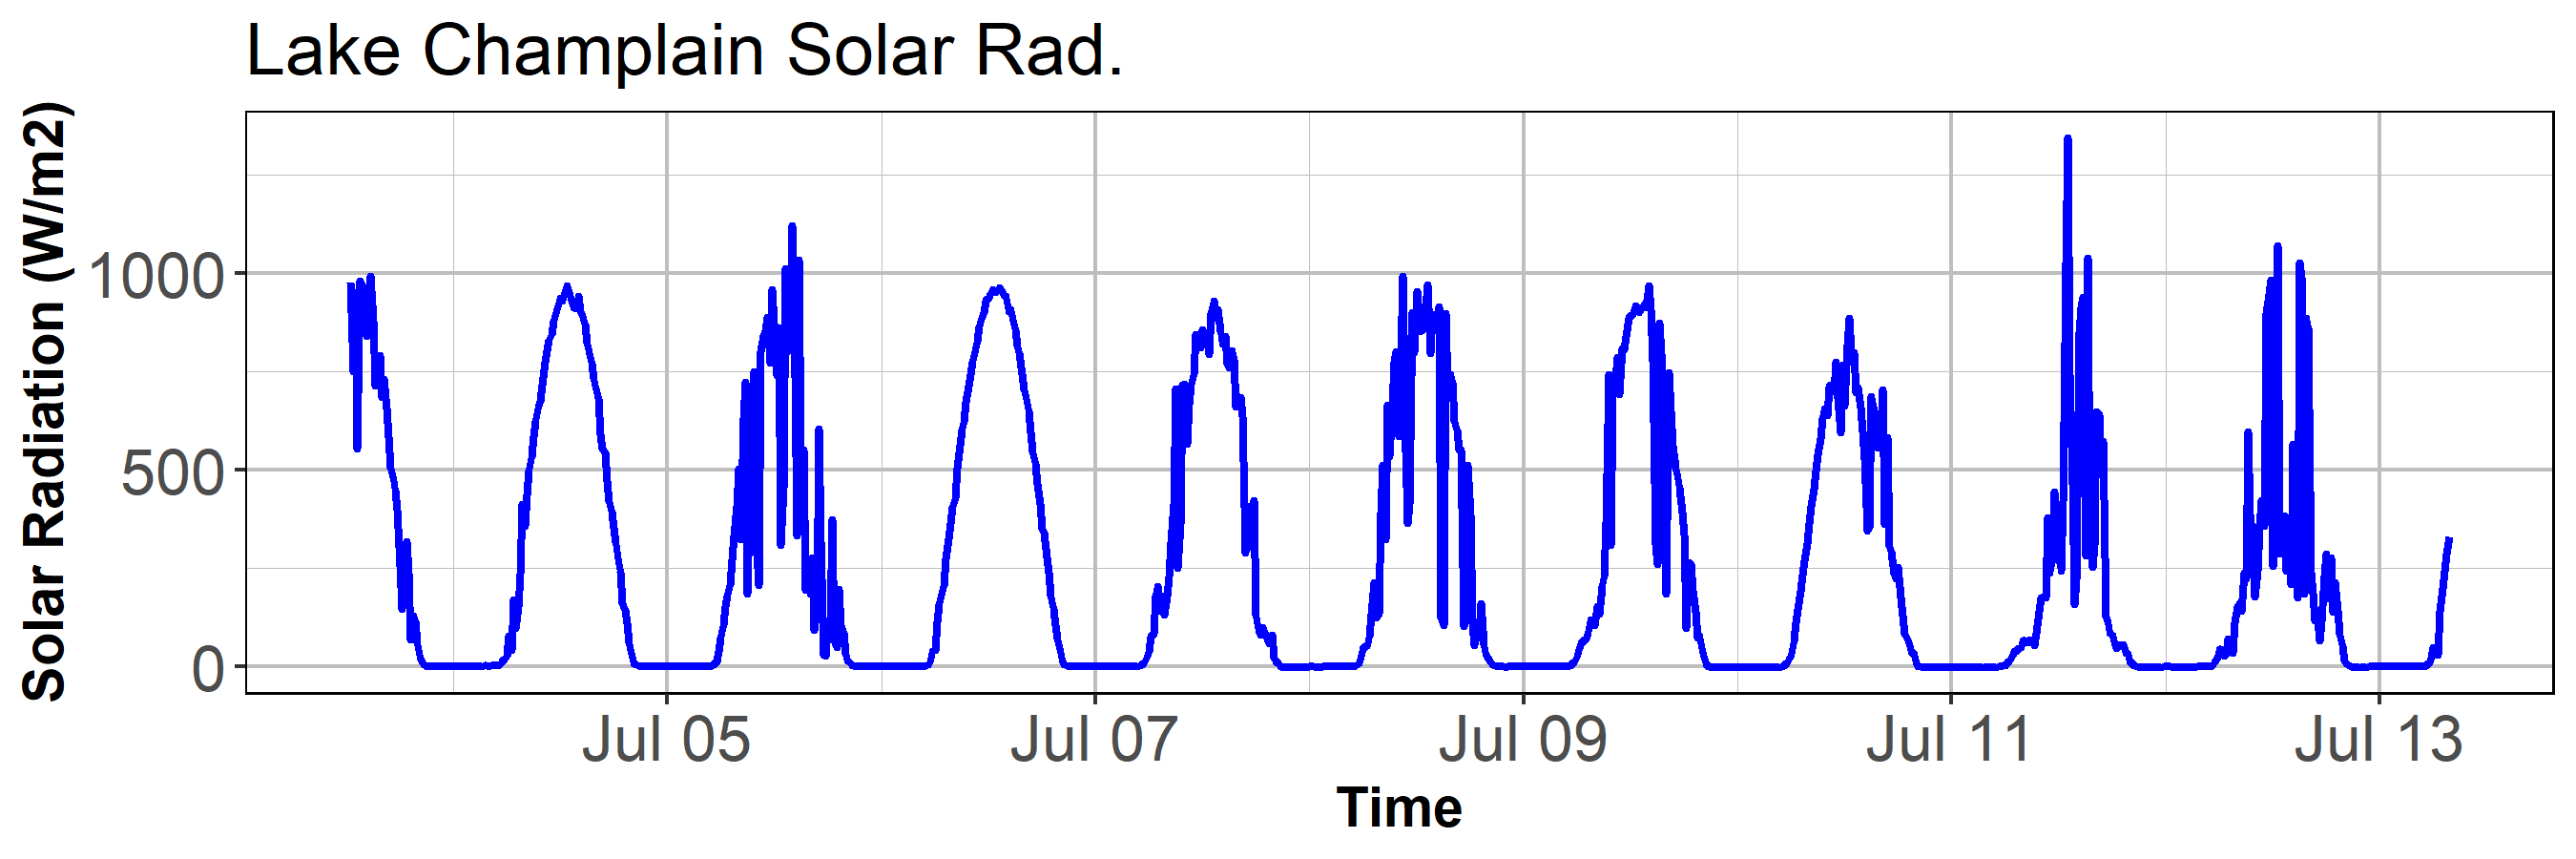 Lake Champlain Solar Rad.
Solar Radiation (W/m2)
1000
500
0
Jul 05 Jul 07 Jul 09 Jul 11 Jul 13
Time